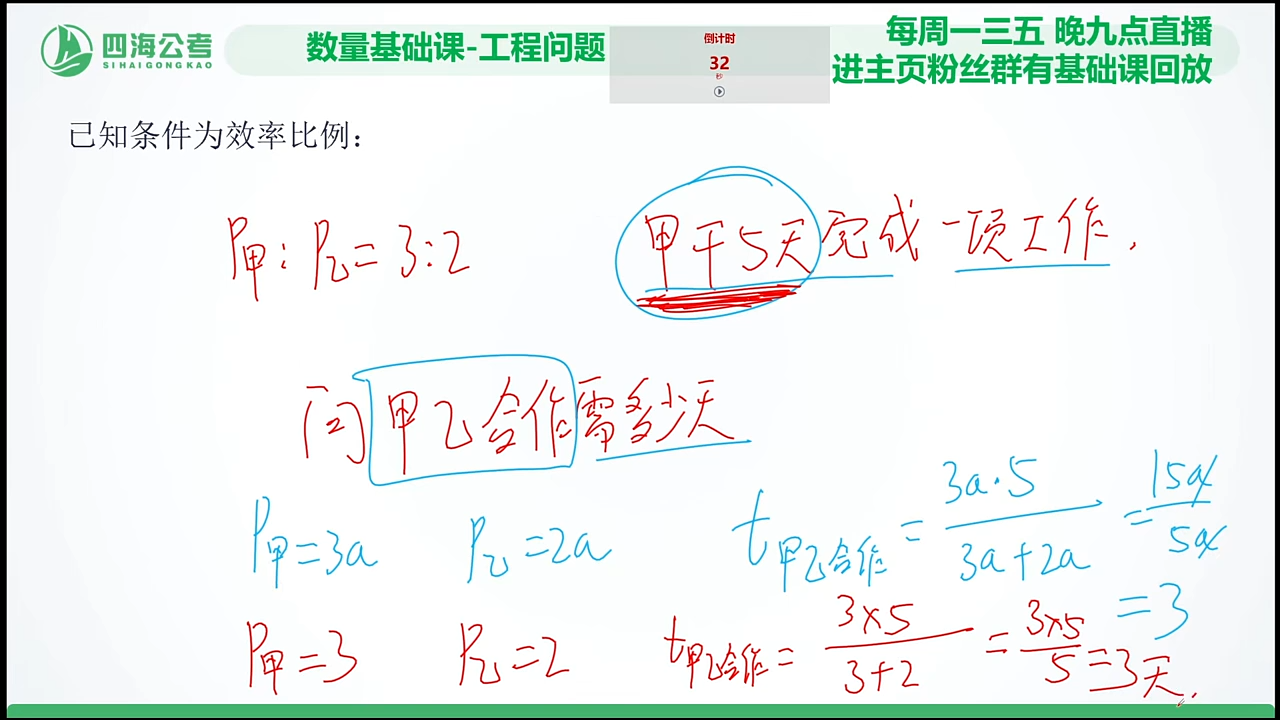 四海公考
SIHAIGONGKAO
数量基础课-工程问题
倒计时
32
秒
每周一三五 晚九点直播
进主页粉丝群有基础课回放
已知条件为效率比例：
P甲：P乙=3:2
甲干5天完成一项工作.
问甲乙合作需多少天
P甲=3a P乙=2a t甲乙合作=3a·5/3a+2a=15a/5a
=3
P甲=3 P乙=2 t甲乙合作=3×5/3+2=3×5/5=3天.